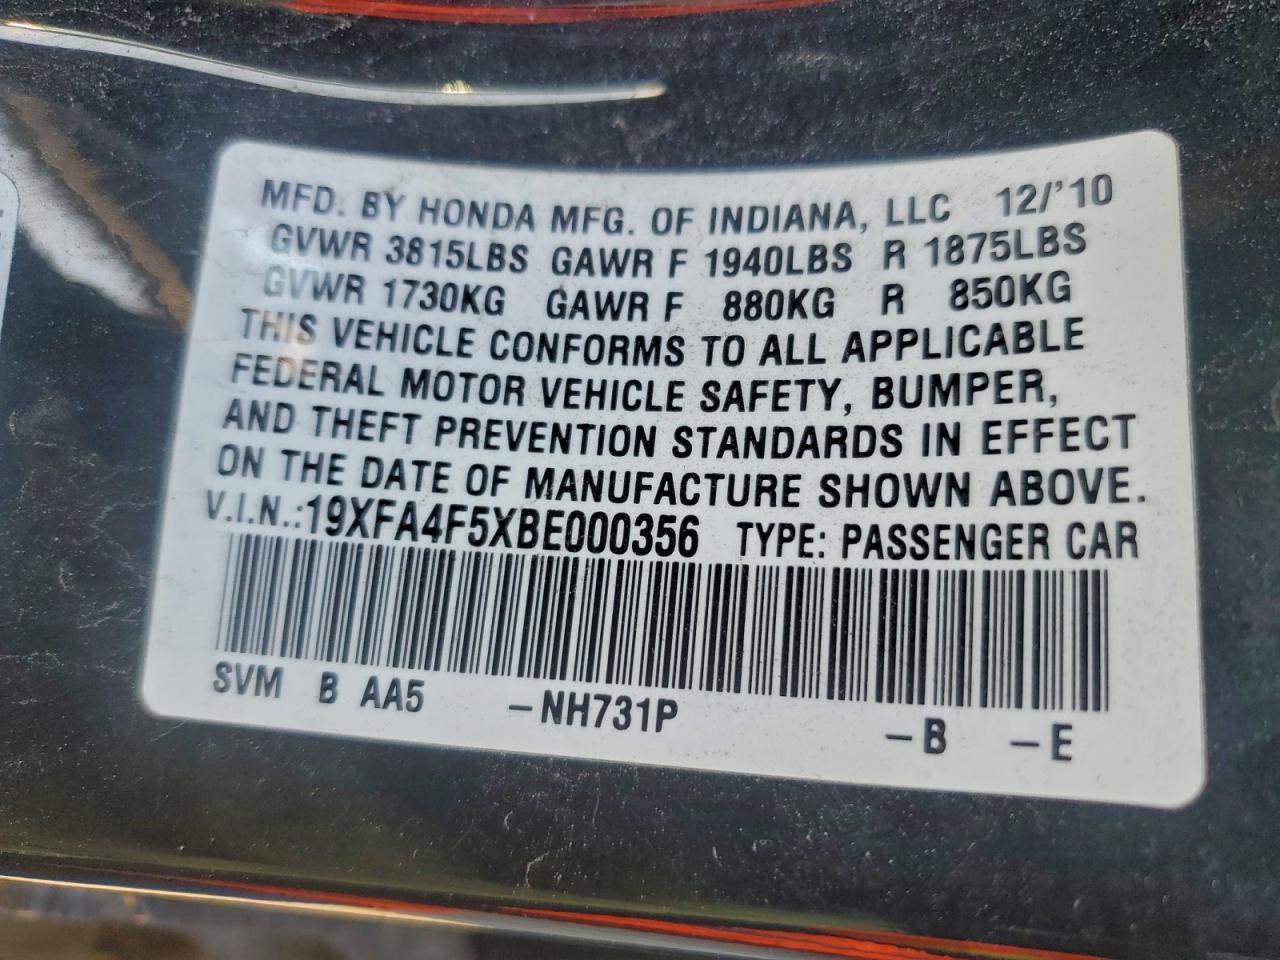 MFD. BY HONDA MFG. OF INDIANA, LLC 12/'10
GVWR 3815LBS GAWR F 1940LBS R 1875LBS
GVWR 1730KG GAWR F 880KG R 850KG
THIS VEHICLE CONFORMS TO ALL APPLICABLE
FEDERAL MOTOR VEHICLE SAFETY, BUMPER,
AND THEFT PREVENTION STANDARDS IN EFFECT
ON THE DATE OF MANUFACTURE SHOWN ABOVE.
V.I.N.:19XFA4F5XBE000356 TYPE: PASSENGER CAR
SVM B AA5 -NH731P -B -E